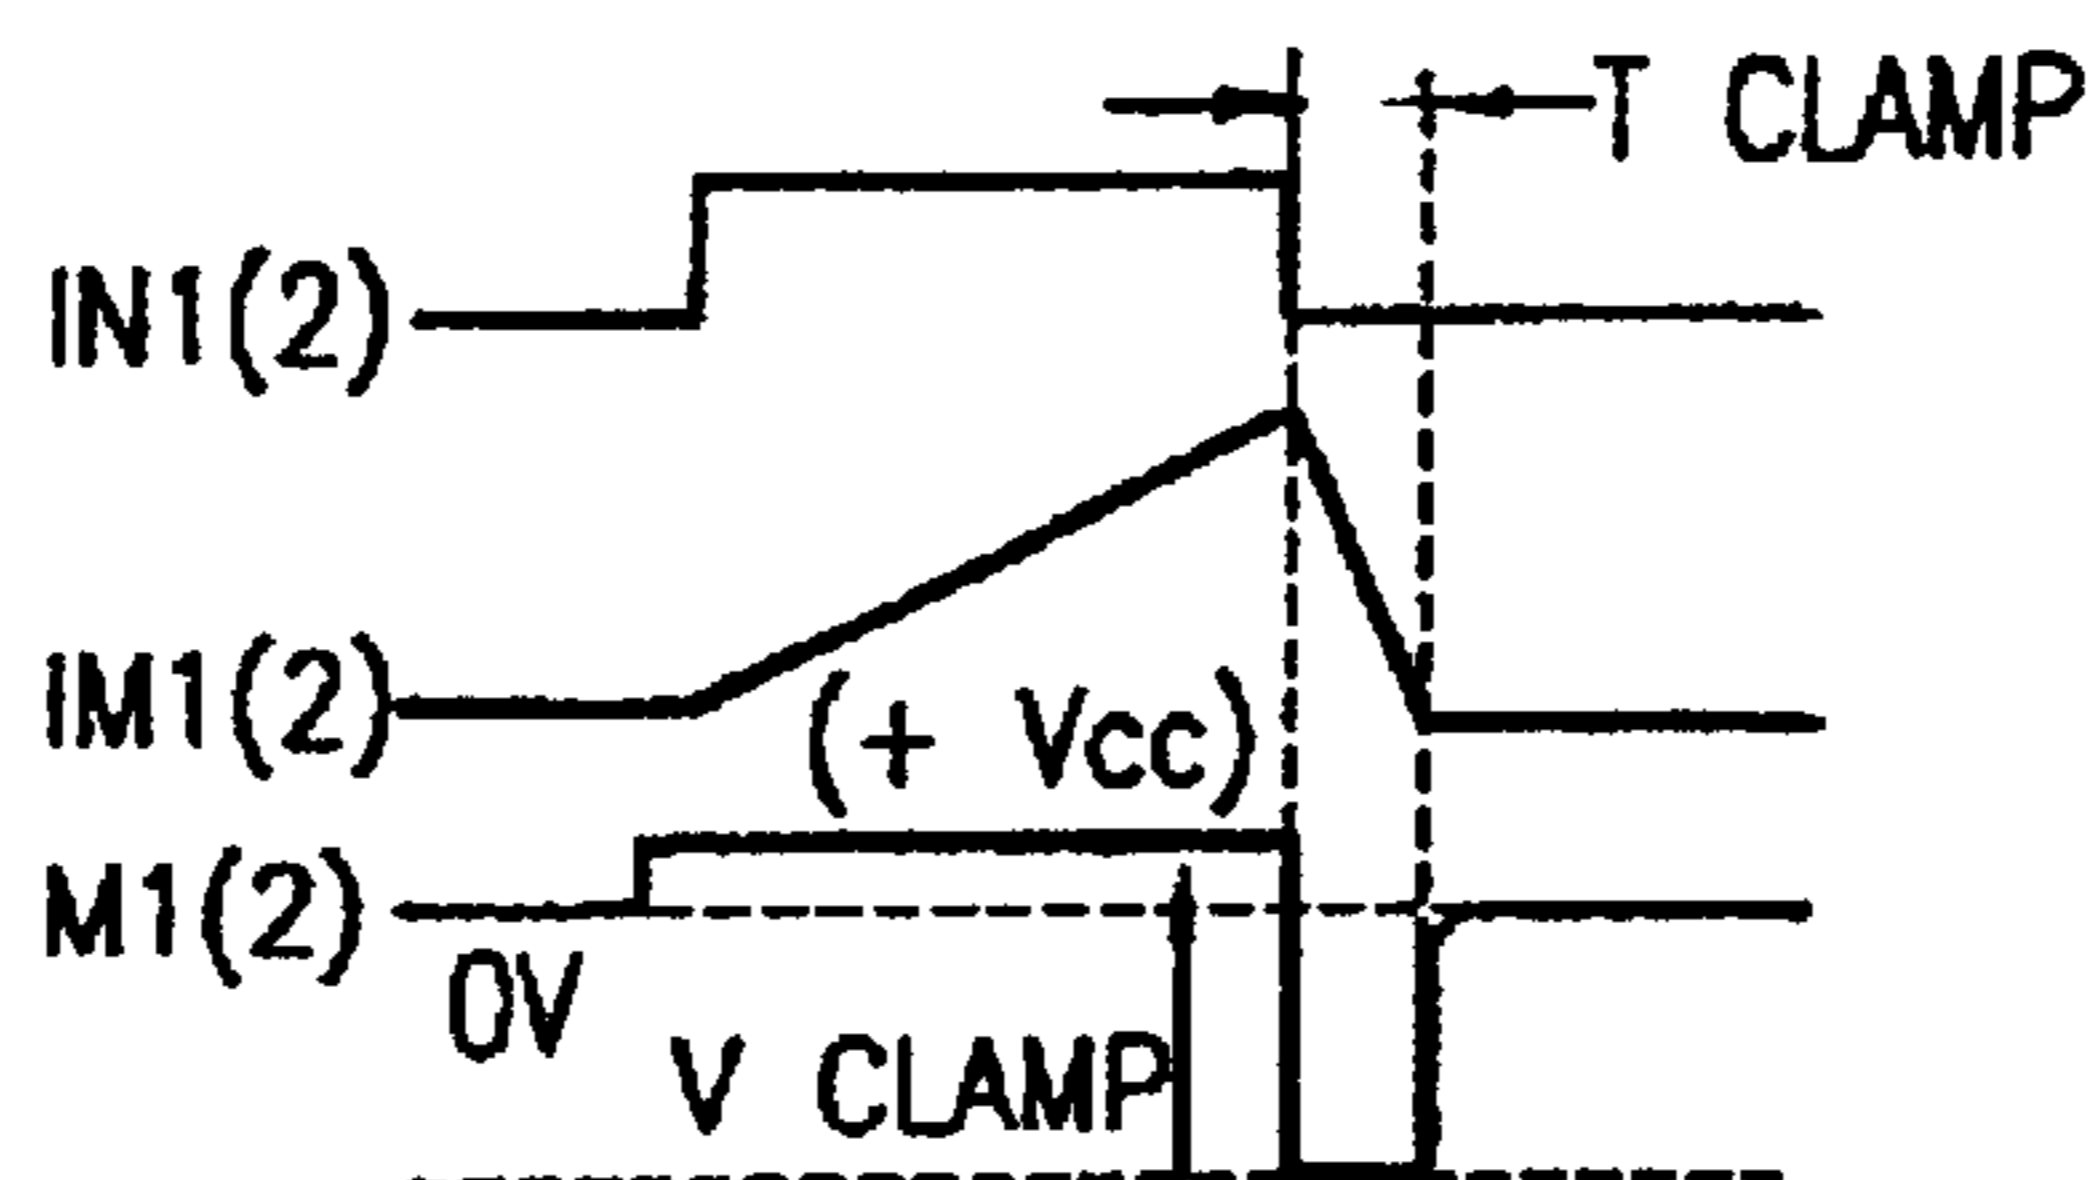 T CLAMP
IN1(2)
IM1(2)
(+ Vcc)
M1(2)
0V
V CLAMP